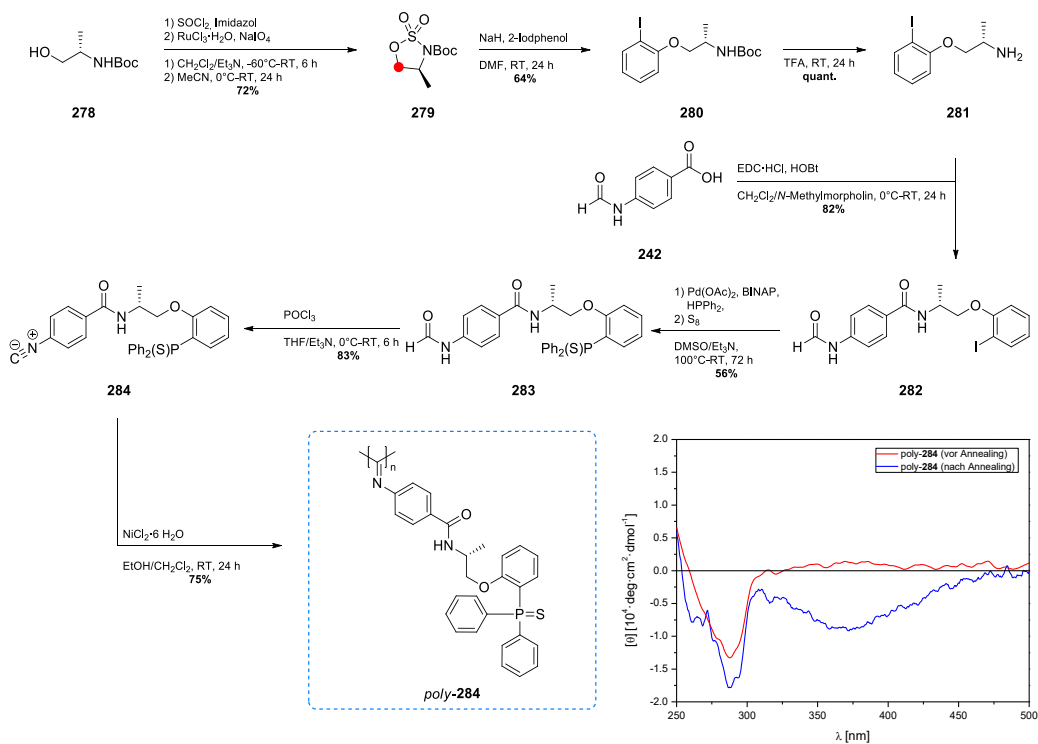 1) SOCl2, Imidazol
2) RuCl3·H2O, NaIO4
1) CH2Cl2/Et3N, -60°C-RT, 6 h
2) MeCN, 0°C-RT, 24 h
72%
HO
NHBoc
278
O2
S
O
NBoc
279
NaH, 2-Iodphenol
DMF, RT, 24 h
64%
I
O
NHBoc
280
TFA, RT, 24 h
quant.
I
O
NH2
281
O
OH
O
H
N
H
242
EDC·HCl, HOBt
CH2Cl2/N-Methylmorpholin, 0°C-RT, 24 h
82%
O
N
H
O
Ph2(S)P
⊖
C
⊕
N
284
POCl3
THF/Et3N, 0°C-RT, 6 h
83%
O
N
H
O
O
H
N
H
Ph2(S)P
283
1) Pd(OAc)2, BINAP,
HPPh2,
2) S8
DMSO/Et3N,
100°C-RT, 72 h
56%
O
N
H
O
O
H
N
H
I
282
NiCl2·6 H2O
EtOH/CH2Cl2, RT, 24 h
75%
n
N
O
N
H
O
P=S
poly-284
poly-284 (vor Annealing)
poly-284 (nach Annealing)
2.0
1.5
1.0
0.5
0.0
-0.5
-1.0
-1.5
-2.0
[θ] [10⁴·deg·cm²·dmol⁻¹]
250 300 350 400 450 500
λ [nm]